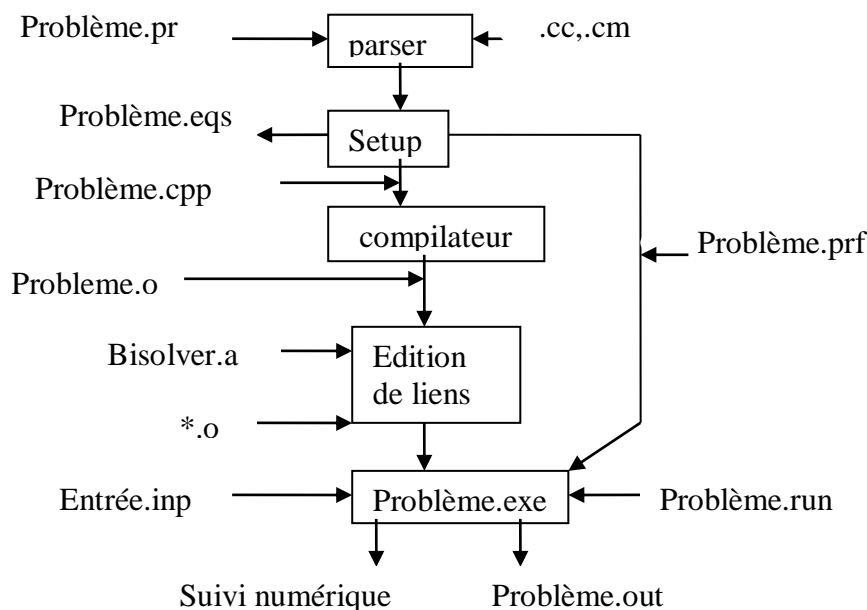 Problème.pr
parser
.cc,.cm
Problème.eqs
Setup
Problème.cpp
compilateur
Problème.prf
Probleme.o
Bisolver.a
Edition
de liens
*.o
Entrée.inp
Problème.exe
Problème.run
Suivi numérique
Problème.out